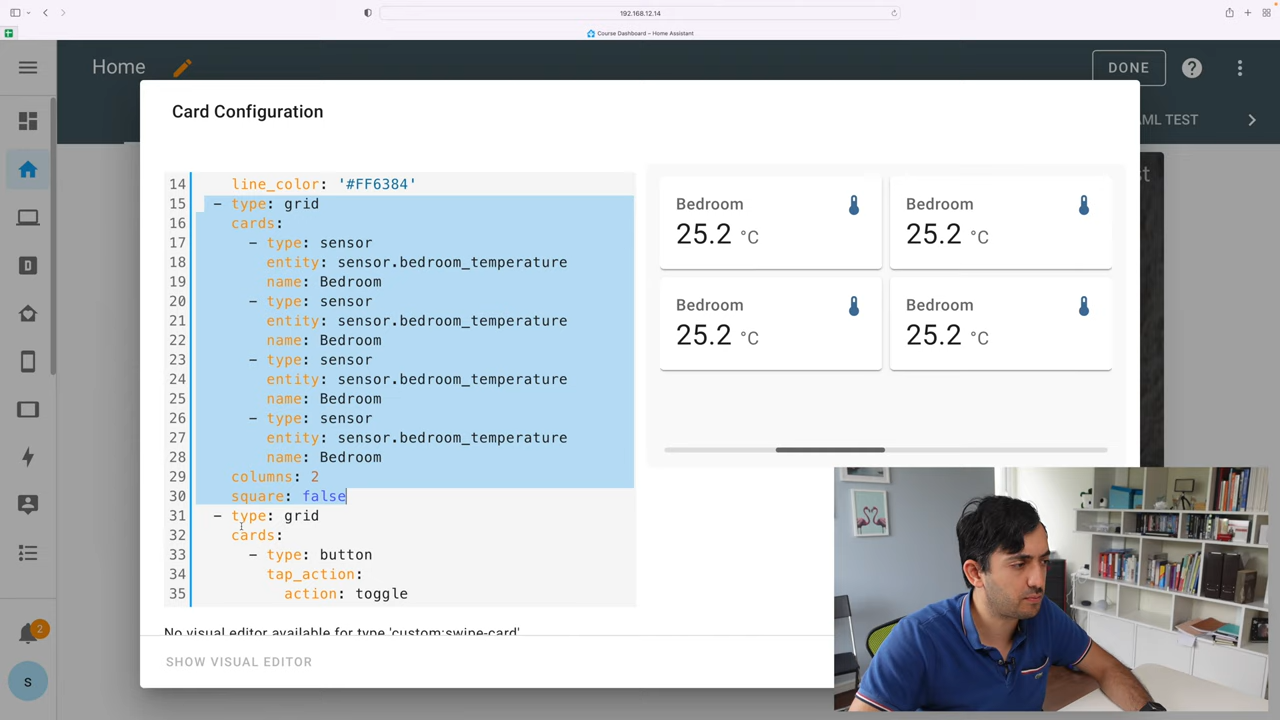 192.168.12.14
Course Dashboard – Home Assistant
Home
DONE
Card Configuration
AML TEST
st
14 line_color: '#FF6384'
15 - type: grid
16 cards:
17 - type: sensor
18 entity: sensor.bedroom_temperature
19 name: Bedroom
20 - type: sensor
21 entity: sensor.bedroom_temperature
22 name: Bedroom
23 - type: sensor
24 entity: sensor.bedroom_temperature
25 name: Bedroom
26 - type: sensor
27 entity: sensor.bedroom_temperature
28 name: Bedroom
29 columns: 2
30 square: false
31 - type: grid
32 cards:
33 - type: button
34 tap_action:
35 action: toggle
Bedroom
25.2 °C
Bedroom
25.2 °C
Bedroom
25.2 °C
Bedroom
25.2 °C
No visual editor available for type 'custom:swipe-card'.
SHOW VISUAL EDITOR
D
2
s